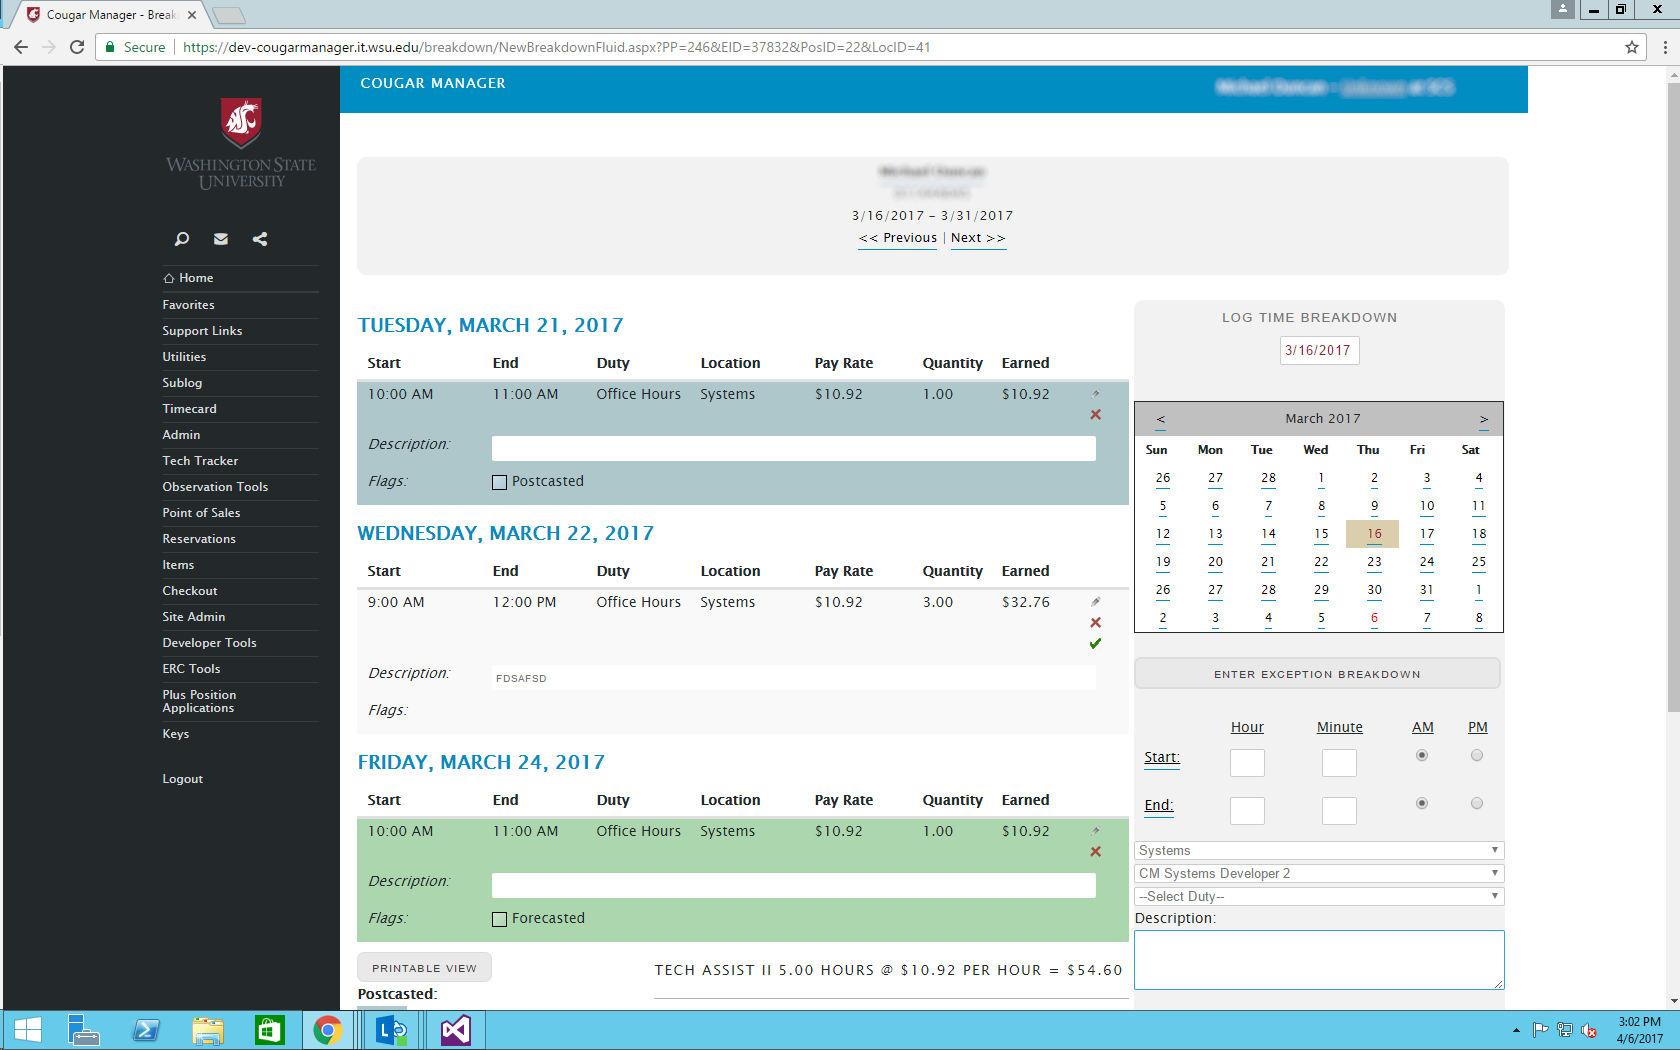 Cougar Manager - Break
Secure
https://dev-cougarmanager.it.wsu.edu/breakdown/NewBreakdownFluid.aspx?PP=246&EID=37832&PosID=22&LocID=41
COUGAR MANAGER
WASHINGTON STATE
UNIVERSITY
Home
Favorites
Support Links
Utilities
Sublog
Timecard
Admin
Tech Tracker
Observation Tools
Point of Sales
Reservations
Items
Checkout
Site Admin
Developer Tools
ERC Tools
Plus Position
Applications
Keys
Logout
3/16/2017 - 3/31/2017
<< Previous | Next >>
TUESDAY, MARCH 21, 2017
Start End Duty Location Pay Rate Quantity Earned
10:00 AM 11:00 AM Office Hours Systems $10.92 1.00 $10.92
Description:
Flags: Postcasted
WEDNESDAY, MARCH 22, 2017
Start End Duty Location Pay Rate Quantity Earned
9:00 AM 12:00 PM Office Hours Systems $10.92 3.00 $32.76
Description: FDSAFSD
Flags:
FRIDAY, MARCH 24, 2017
Start End Duty Location Pay Rate Quantity Earned
10:00 AM 11:00 AM Office Hours Systems $10.92 1.00 $10.92
Description:
Flags: Forecasted
PRINTABLE VIEW
TECH ASSIST II 5.00 HOURS @ $10.92 PER HOUR = $54.60
Postcasted:
LOG TIME BREAKDOWN
3/16/2017
< March 2017 >
Sun Mon Tue Wed Thu Fri Sat
26 27 28 1 2 3 4
5 6 7 8 9 10 11
12 13 14 15 16 17 18
19 20 21 22 23 24 25
26 27 28 29 30 31 1
2 3 4 5 6 7 8
ENTER EXCEPTION BREAKDOWN
Hour Minute AM PM
Start:
End:
Systems
CM Systems Developer 2
--Select Duty--
Description:
3:02 PM
4/6/2017